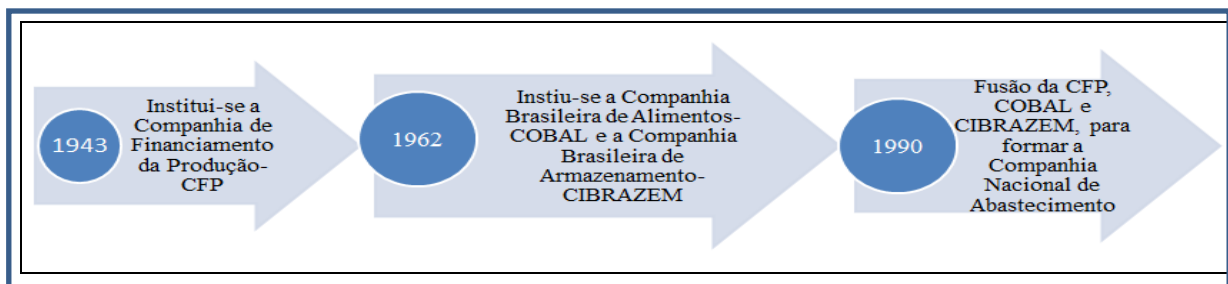 1943
Institui-se a
Companhia de
Financiamento
da Produção-
CFP
1962
Instiu-se a Companhia
Brasileira de Alimentos-
COBAL e a Companhia
Brasileira de
Armazenamento-
CIBRAZEM
1990
Fusão da CFP,
COBAL e
CIBRAZEM, para
formar a
Companhia
Nacional de
Abastecimento